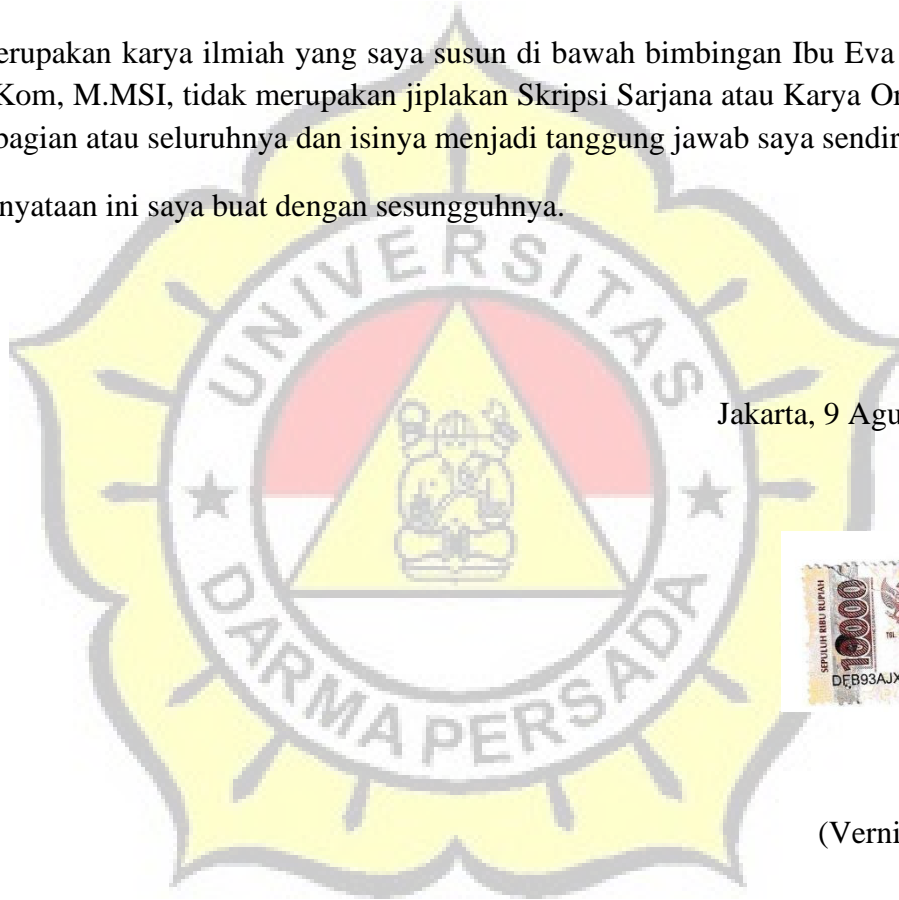 erupakan karya ilmiah yang saya susun di bawah bimbingan Ibu Eva
Kom, M.MSI, tidak merupakan jiplakan Skripsi Sarjana atau Karya Or
bagian atau seluruhnya dan isinya menjadi tanggung jawab saya sendir
nyataan ini saya buat dengan sesungguhnya.
UNIVERSITAS
Jakarta, 9 Agu
SEPULUH RIBU RUPIAH
10000
TGL.
DEB93AJX
DARMA PERSADA
(Verni